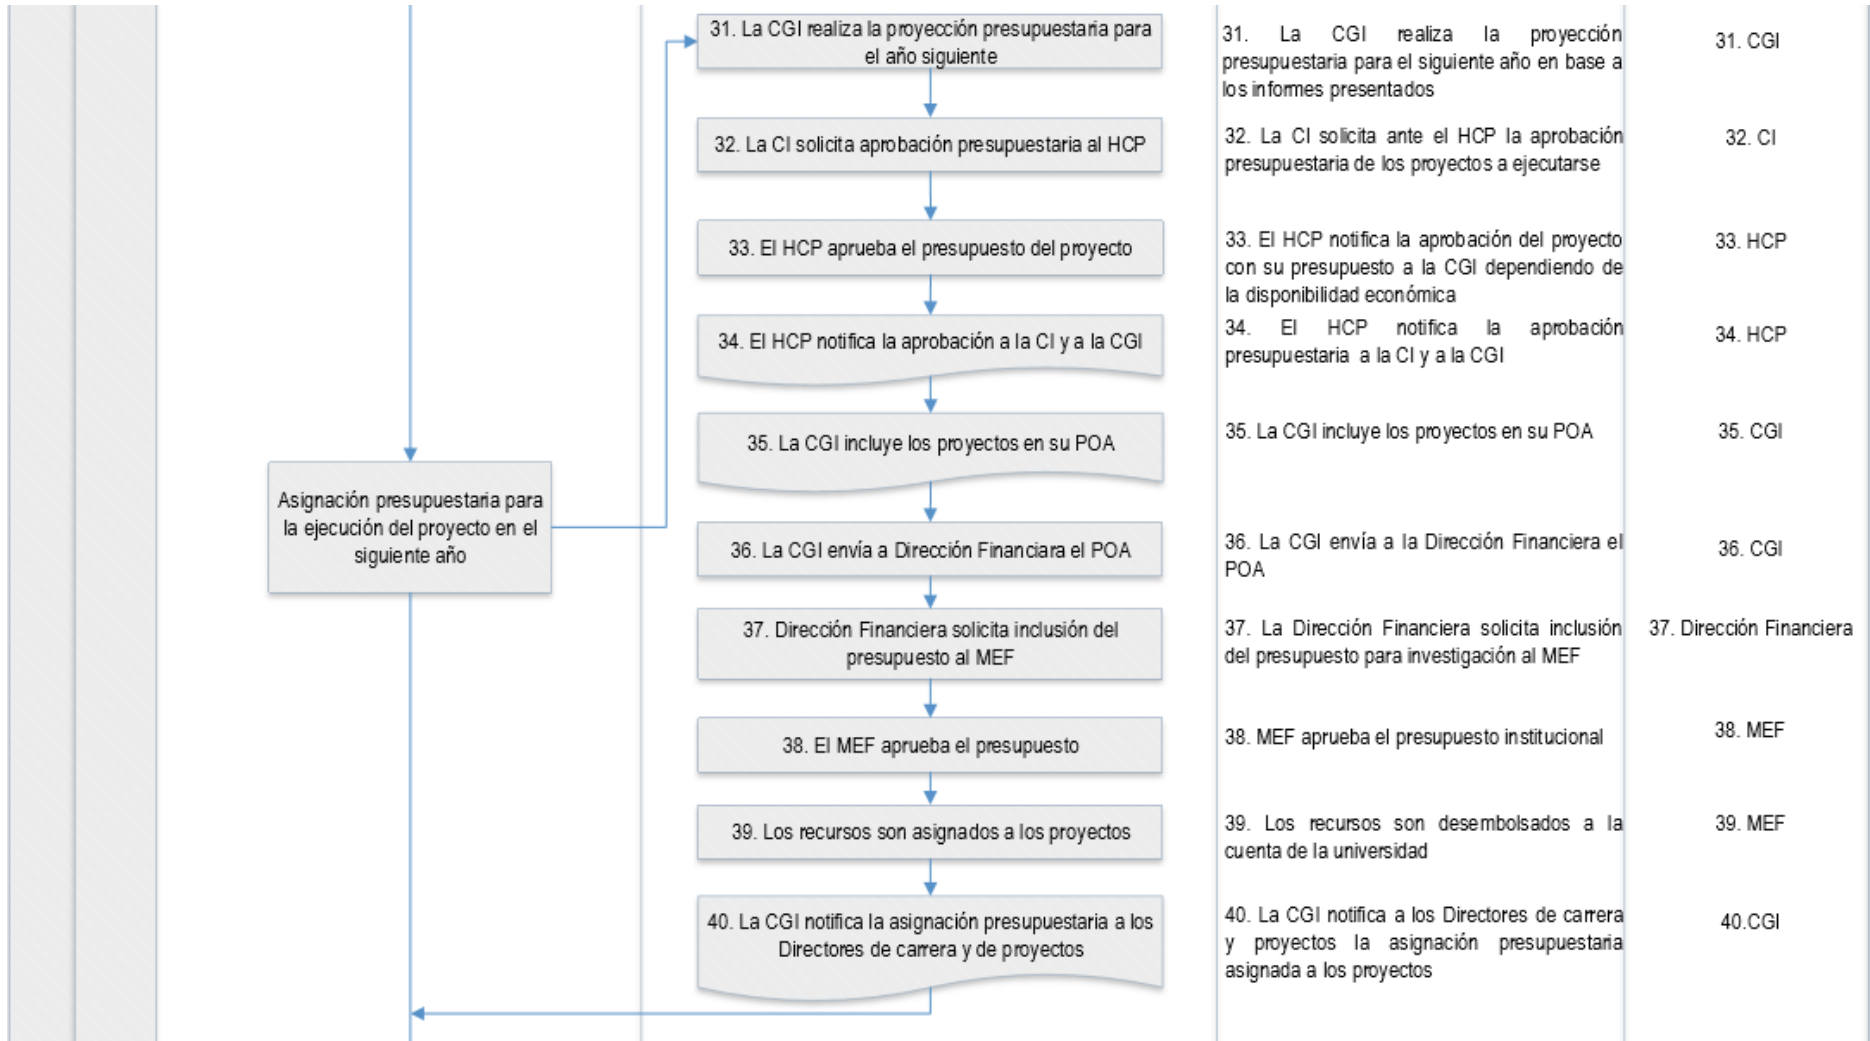 31. La CGI realiza la proyección presupuestaria para
el año siguiente
31. La CGI realiza la proyección
presupuestaria para el siguiente año en base a
los informes presentados
31. CGI
32. La CI solicita aprobación presupuestaria al HCP
32. La CI solicita ante el HCP la aprobación
presupuestaria de los proyectos a ejecutarse
32. CI
33. El HCP aprueba el presupuesto del proyecto
33. El HCP notifica la aprobación del proyecto
con su presupuesto a la CGI dependiendo de
la disponibilidad económica
33. HCP
34. El HCP notifica la aprobación a la CI y a la CGI
34. El HCP notifica la aprobación
presupuestaria a la CI y a la CGI
34. HCP
35. La CGI incluye los proyectos en su POA
35. La CGI incluye los proyectos en su POA
35. CGI
Asignación presupuestaria para
la ejecución del proyecto en el
siguiente año
36. La CGI envía a Dirección Financiara el POA
36. La CGI envía a la Dirección Financiera el
POA
36. CGI
37. Dirección Financiera solicita inclusión del
presupuesto al MEF
37. La Dirección Financiera solicita inclusión
del presupuesto para investigación al MEF
37. Dirección Financiera
38. El MEF aprueba el presupuesto
38. MEF aprueba el presupuesto institucional
38. MEF
39. Los recursos son asignados a los proyectos
39. Los recursos son desembolsados a la
cuenta de la universidad
39. MEF
40. La CGI notifica la asignación presupuestaria a los
Directores de carrera y de proyectos
40. La CGI notifica a los Directores de carrera
y proyectos la asignación presupuestaria
asignada a los proyectos
40.CGI